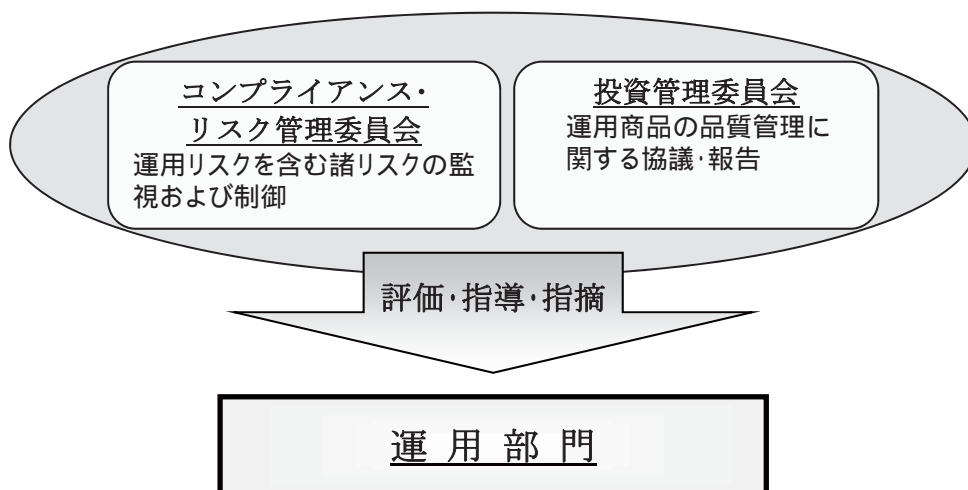 コンプライアンス・
リスク管理委員会
運用リスクを含む諸リスクの監
視および制御
投資管理委員会
運用商品の品質管理に
関する協議・報告
評価・指導・指摘
運用部門